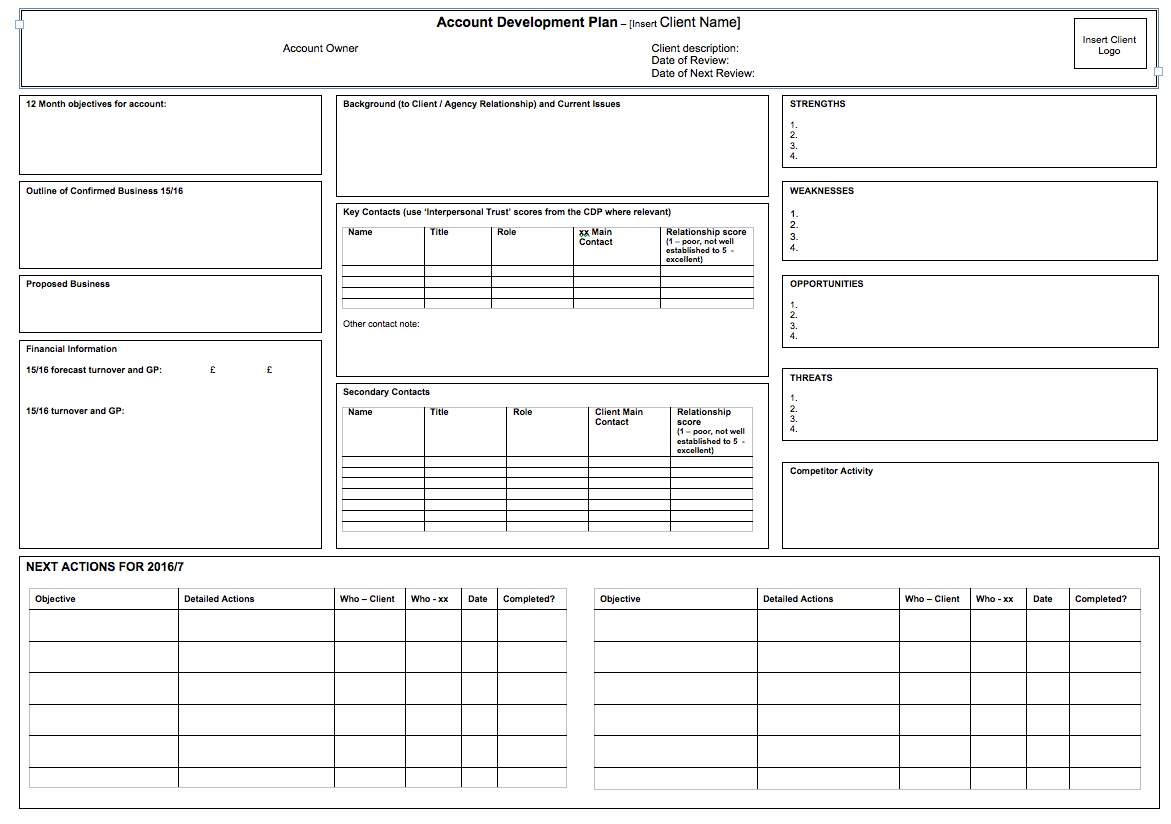 Account Development Plan – [Insert Client Name]
Account Owner
Client description:
Date of Review:
Date of Next Review:
Insert Client
Logo
12 Month objectives for account:
Outline of Confirmed Business 15/16
Proposed Business
Financial Information
15/16 forecast turnover and GP: £ £
15/16 turnover and GP:
Background (to Client / Agency Relationship) and Current Issues
Key Contacts (use ‘Interpersonal Trust’ scores from the CDP where relevant)
Name
Title
Role
xx Main
Contact
Relationship score
(1 – poor, not well
established to 5 -
excellent)
Other contact note:
Secondary Contacts
Name
Title
Role
Client Main
Contact
Relationship
score
(1 – poor, not well
established to 5 -
excellent)
STRENGTHS
1.
2.
3.
4.
WEAKNESSES
1.
2.
3.
4.
OPPORTUNITIES
1.
2.
3.
4.
THREATS
1.
2.
3.
4.
Competitor Activity
NEXT ACTIONS FOR 2016/7
Objective Detailed Actions Who – Client Who - xx Date Completed?
Objective Detailed Actions Who – Client Who - xx Date Completed?